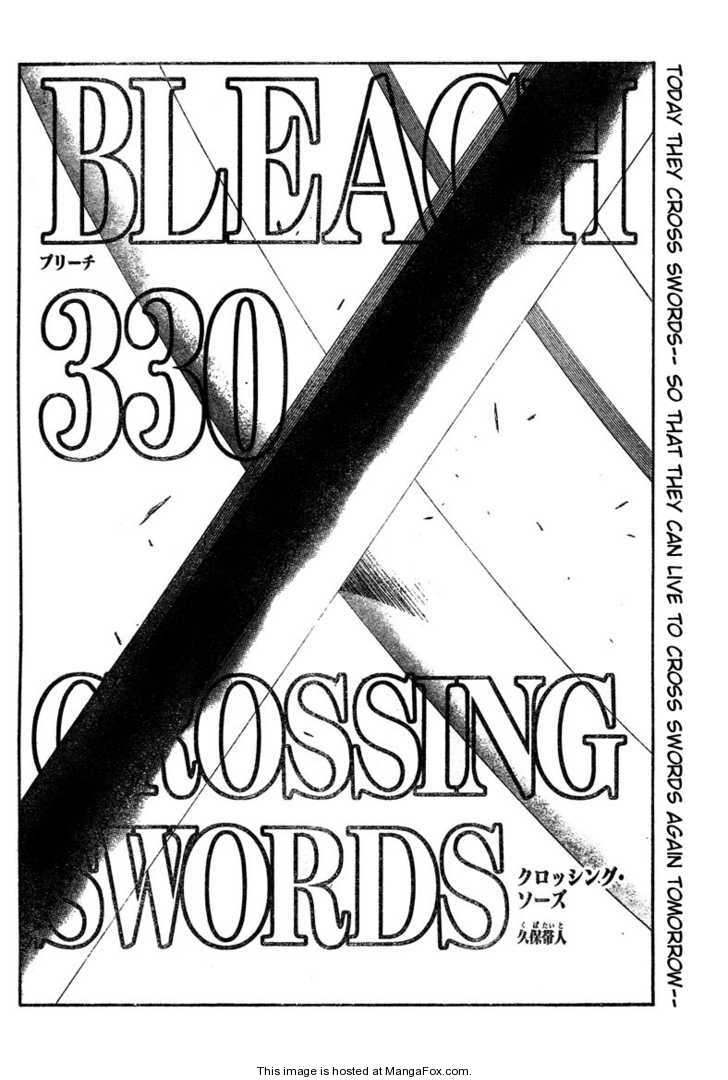 BLEACH
ブリーチ
330
CROSSING
SWORDS
クロッシング・
ソーズ
くぼたいと
久保帯人
TODAY THEY CROSS SWORDS-- SO THAT THEY CAN LIVE TO CROSS SWORDS AGAIN TOMORROW--
This image is hosted at MangaFox.com.